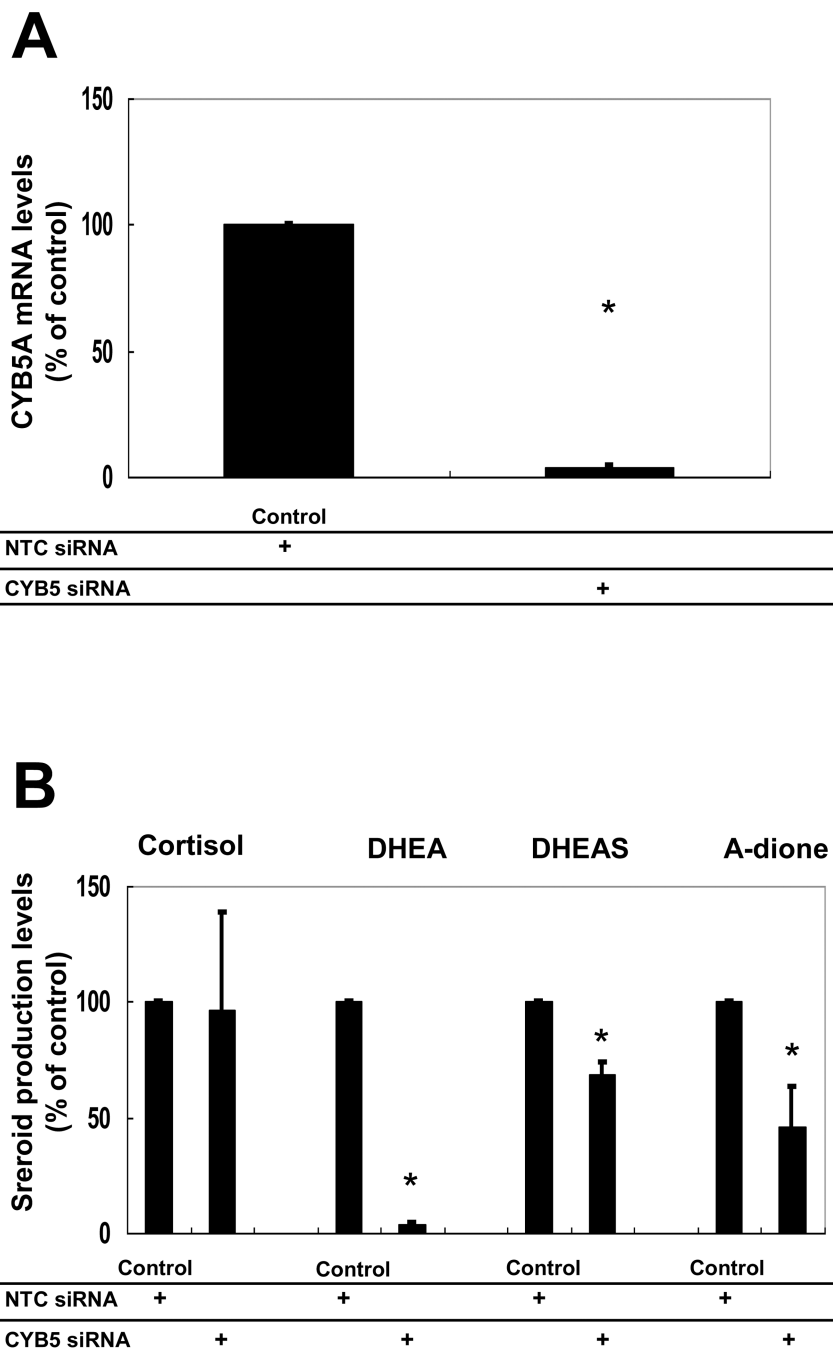 A
150
100
50
0
CYB5A mRNA levels
(% of control)
*
Control
NTC siRNA +
CYB5 siRNA +
B
Cortisol DHEA DHEAS A-dione
150
100
50
0
Sreroid production levels
(% of control)
* * *
Control Control Control Control
NTC siRNA + + + +
CYB5 siRNA + + + +